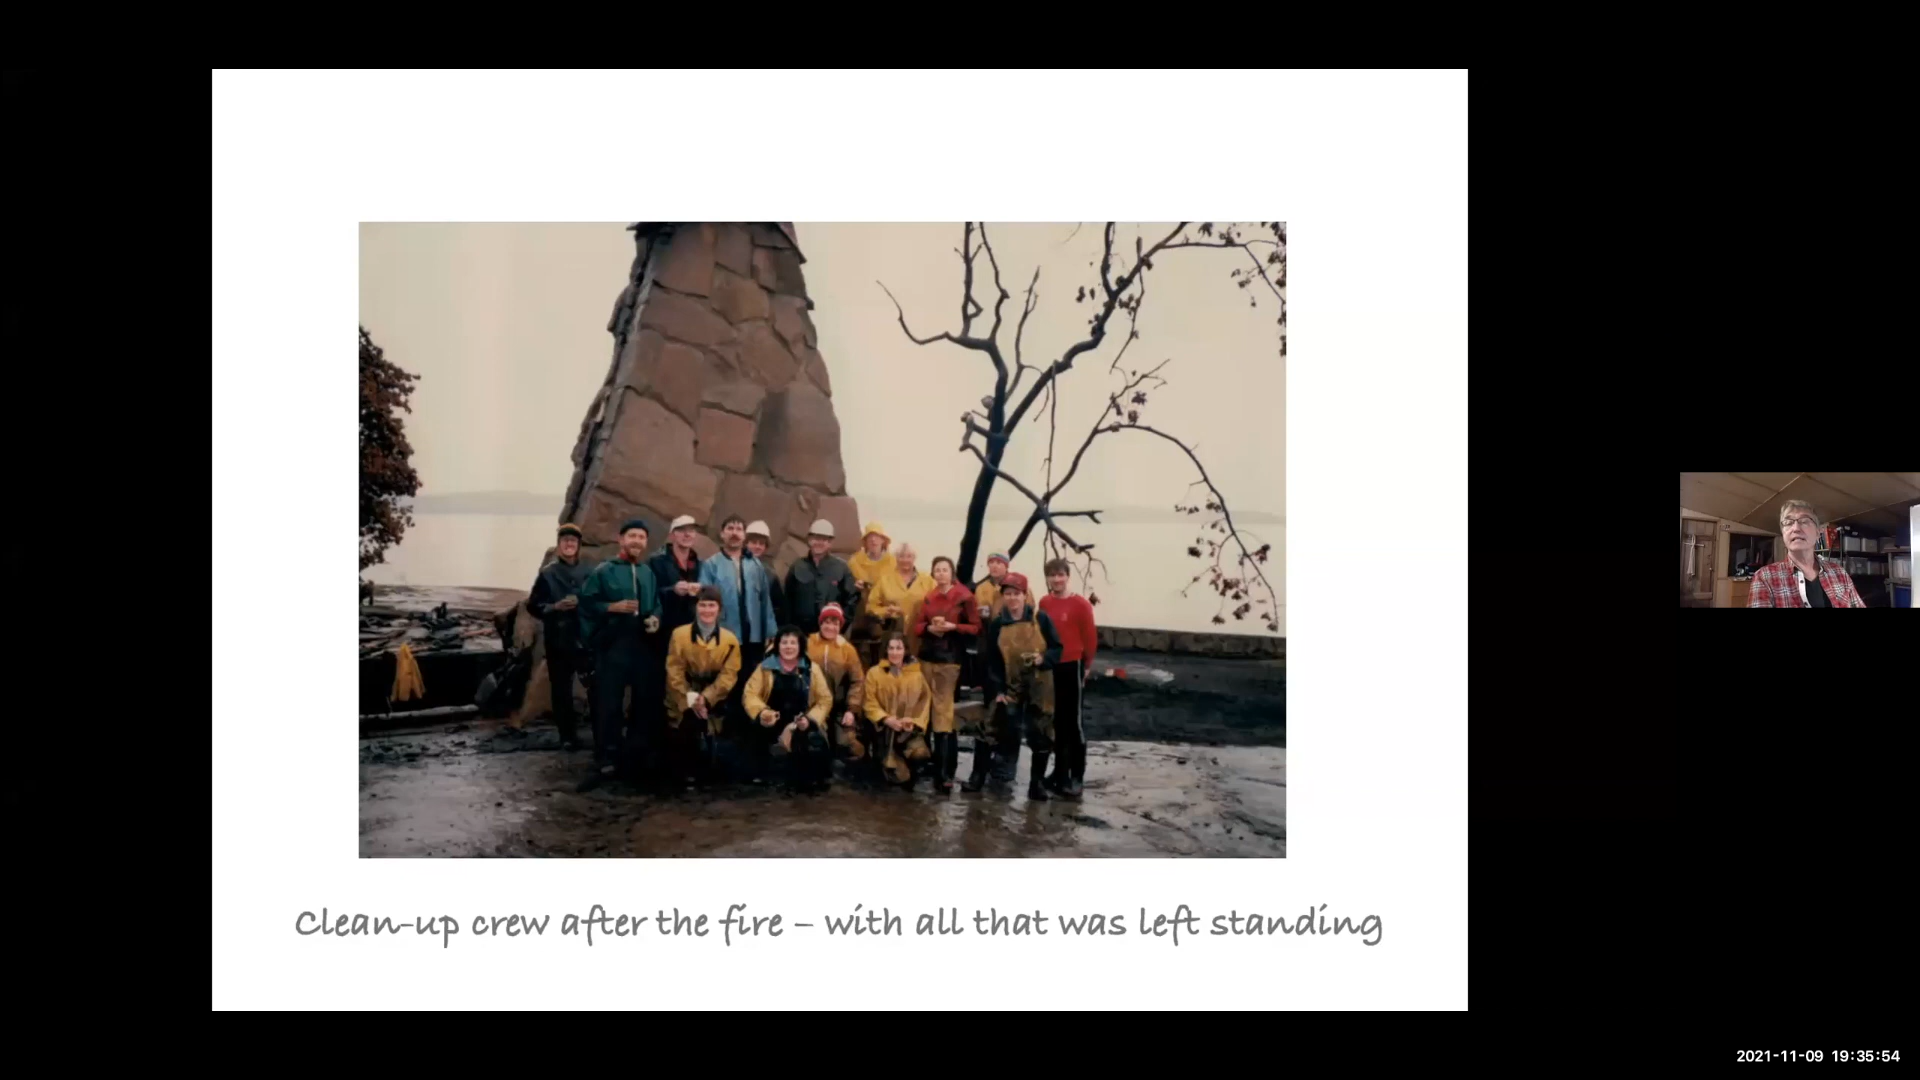 Clean-up crew after the fire – with all that was left standing
2021-11-09 19:35:54